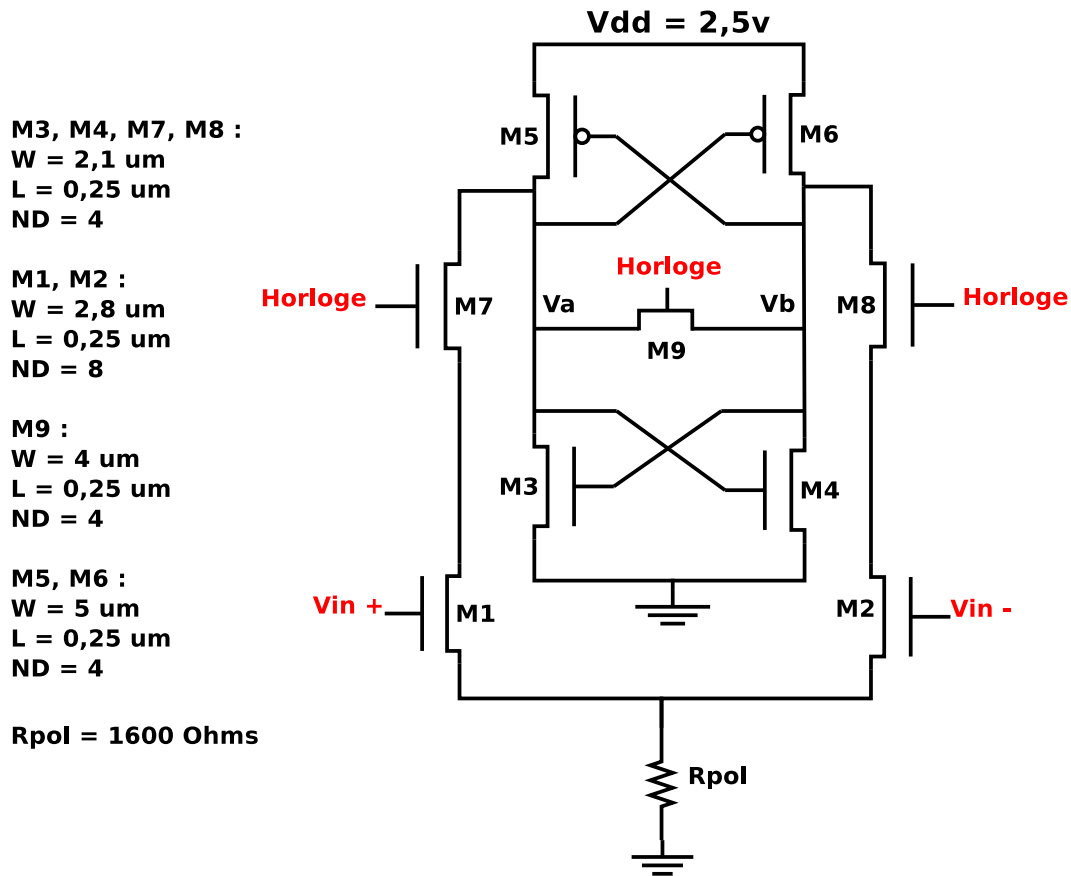 Vdd = 2,5v
M3, M4, M7, M8 :
W = 2,1 um
L = 0,25 um
ND = 4
M1, M2 :
W = 2,8 um
L = 0,25 um
ND = 8
M9 :
W = 4 um
L = 0,25 um
ND = 4
M5, M6 :
W = 5 um
L = 0,25 um
ND = 4
Rpol = 1600 Ohms
M5
M6
Horloge
Horloge
M7
Va
Vb
M8
Horloge
M9
M3
M4
Vin +
M1
M2
Vin -
Rpol